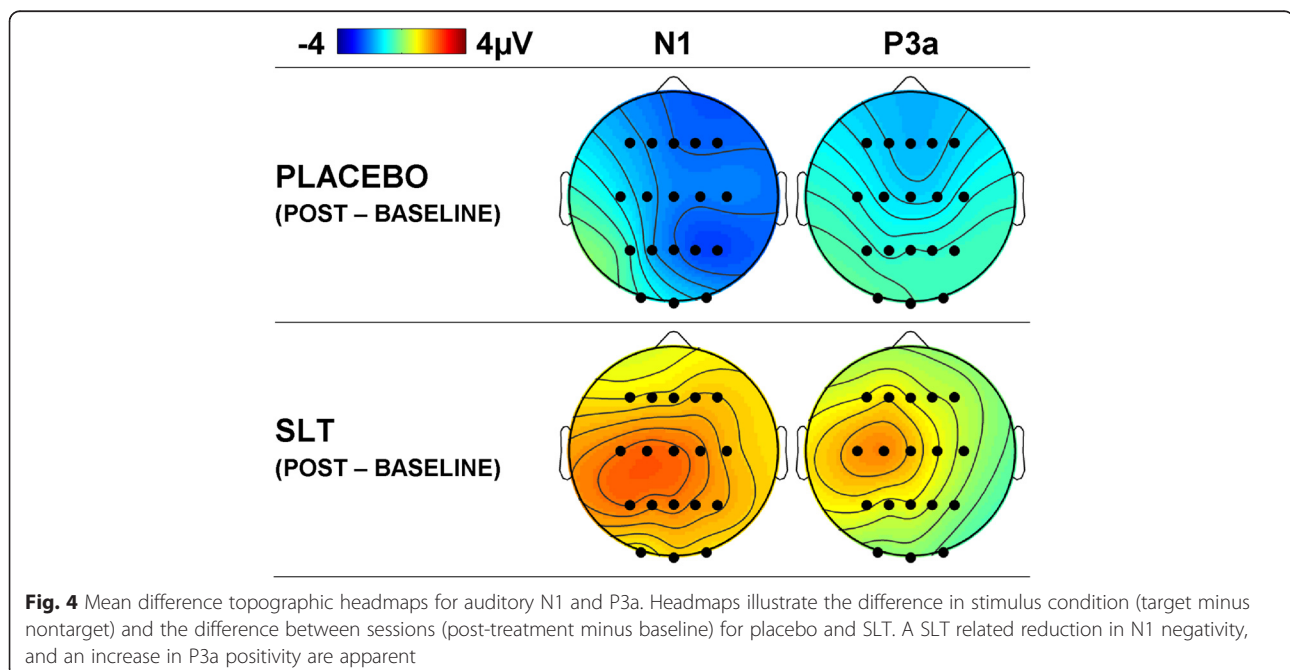 -4 4µV N1 P3a
PLACEBO
(POST – BASELINE)
SLT
(POST – BASELINE)
Fig. 4 Mean difference topographic headmaps for auditory N1 and P3a. Headmaps illustrate the difference in stimulus condition (target minus
nontarget) and the difference between sessions (post-treatment minus baseline) for placebo and SLT. A SLT related reduction in N1 negativity,
and an increase in P3a positivity are apparent